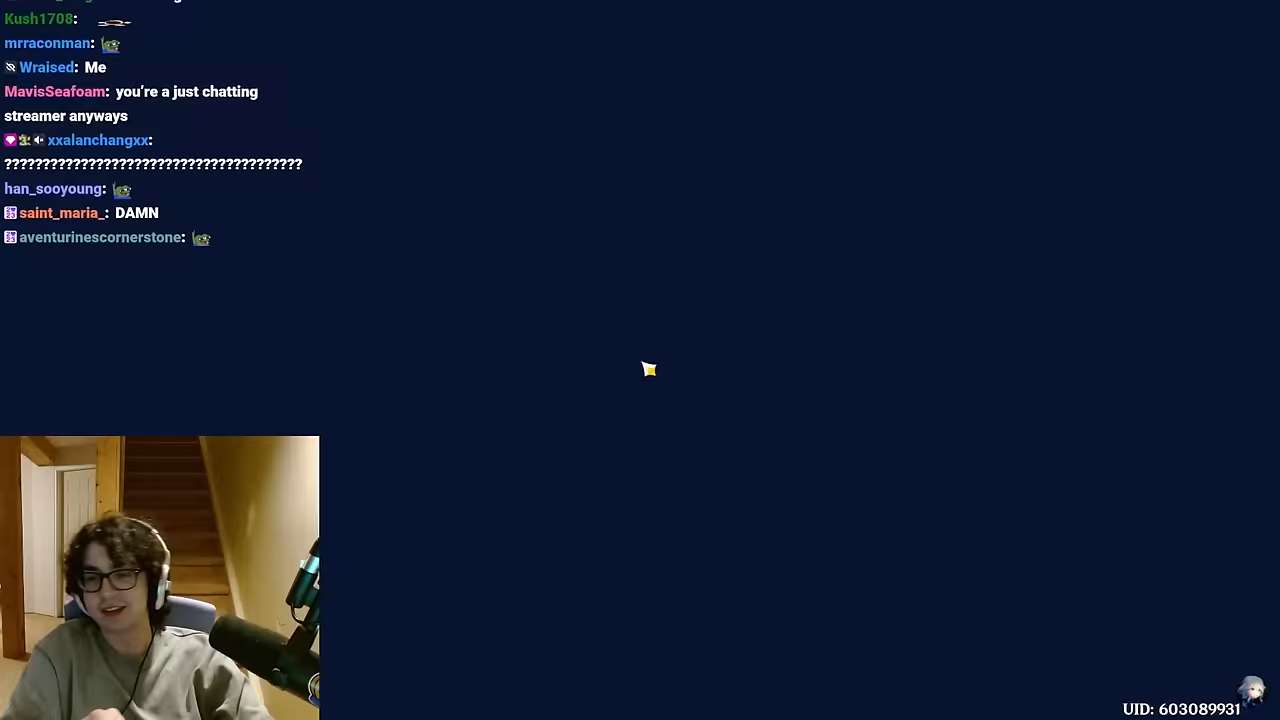 Kush1708:
mrraconman:
Wraised: Me
MavisSeafoam: you’re a just chatting
streamer anyways
xxalanchangxx:
???????????????????????????????????????
han_sooyoung:
saint_maria_: DAMN
aventurinescornerstone:
UID: 603089931